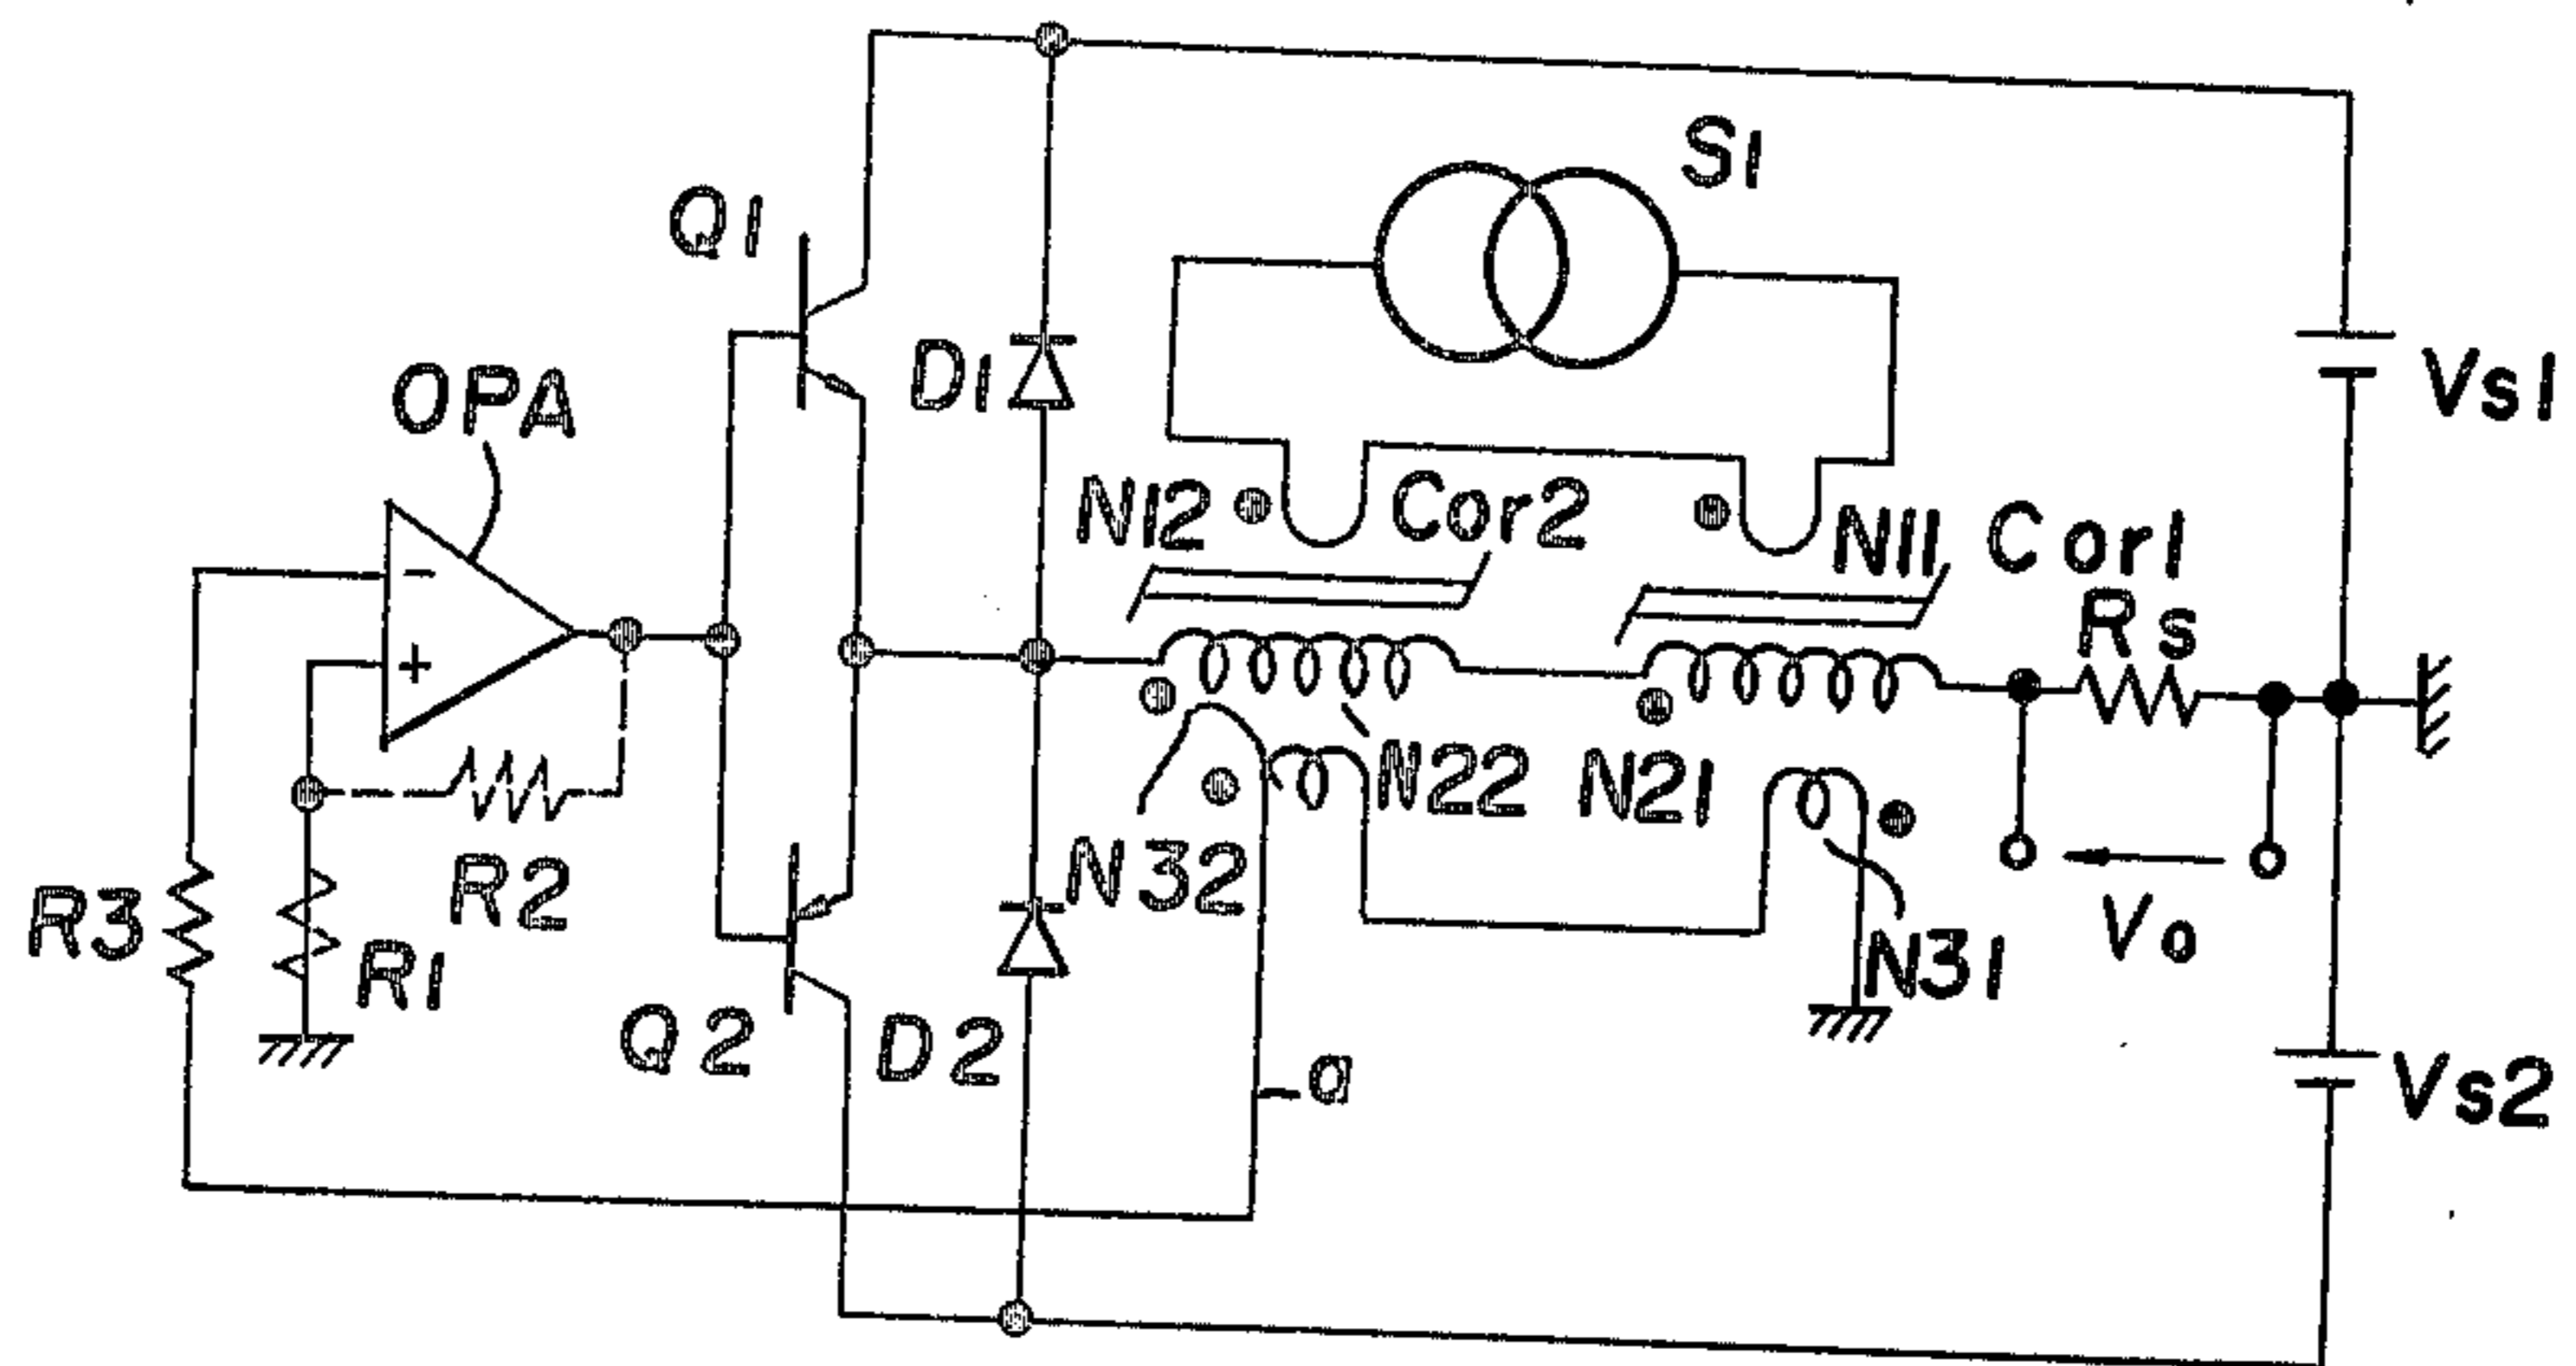 S1
Q1
OPA
D1
Vs1
N12
Cor2
N11
Cor1
Rs
-
+
N22
N21
N32
R2
R3
R1
Vo
N31
Q2
D2
a
Vs2